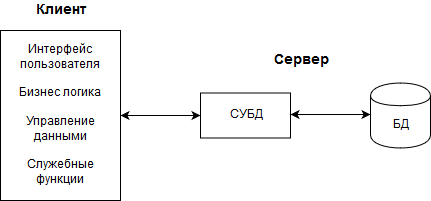 Клиент
Интерфейс
пользователя
Бизнес логика
Управление
данными
Служебные
функции
Сервер
СУБД
БД